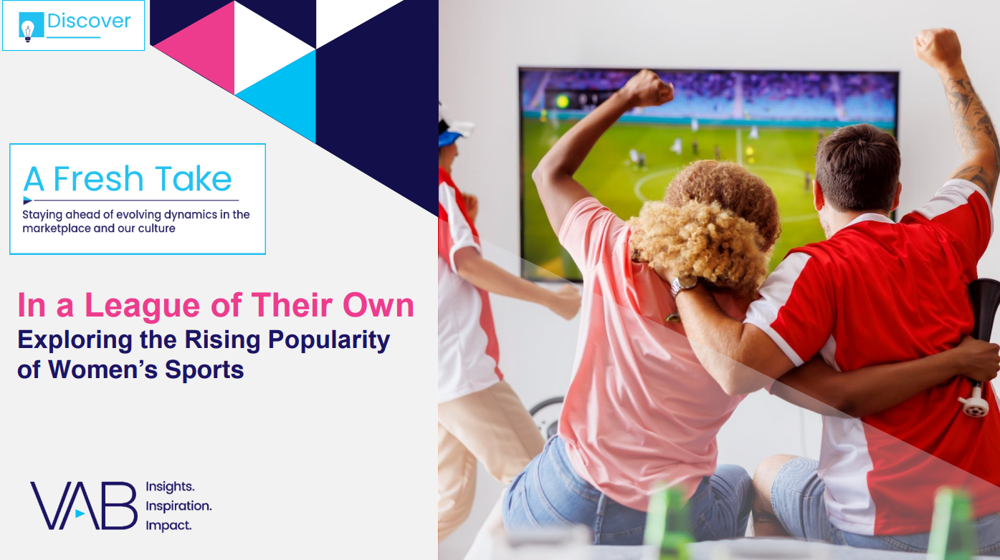 Discover
A Fresh Take
Staying ahead of evolving dynamics in the
marketplace and our culture
In a League of Their Own
Exploring the Rising Popularity
of Women’s Sports
VAB
Insights.
Inspiration.
Impact.